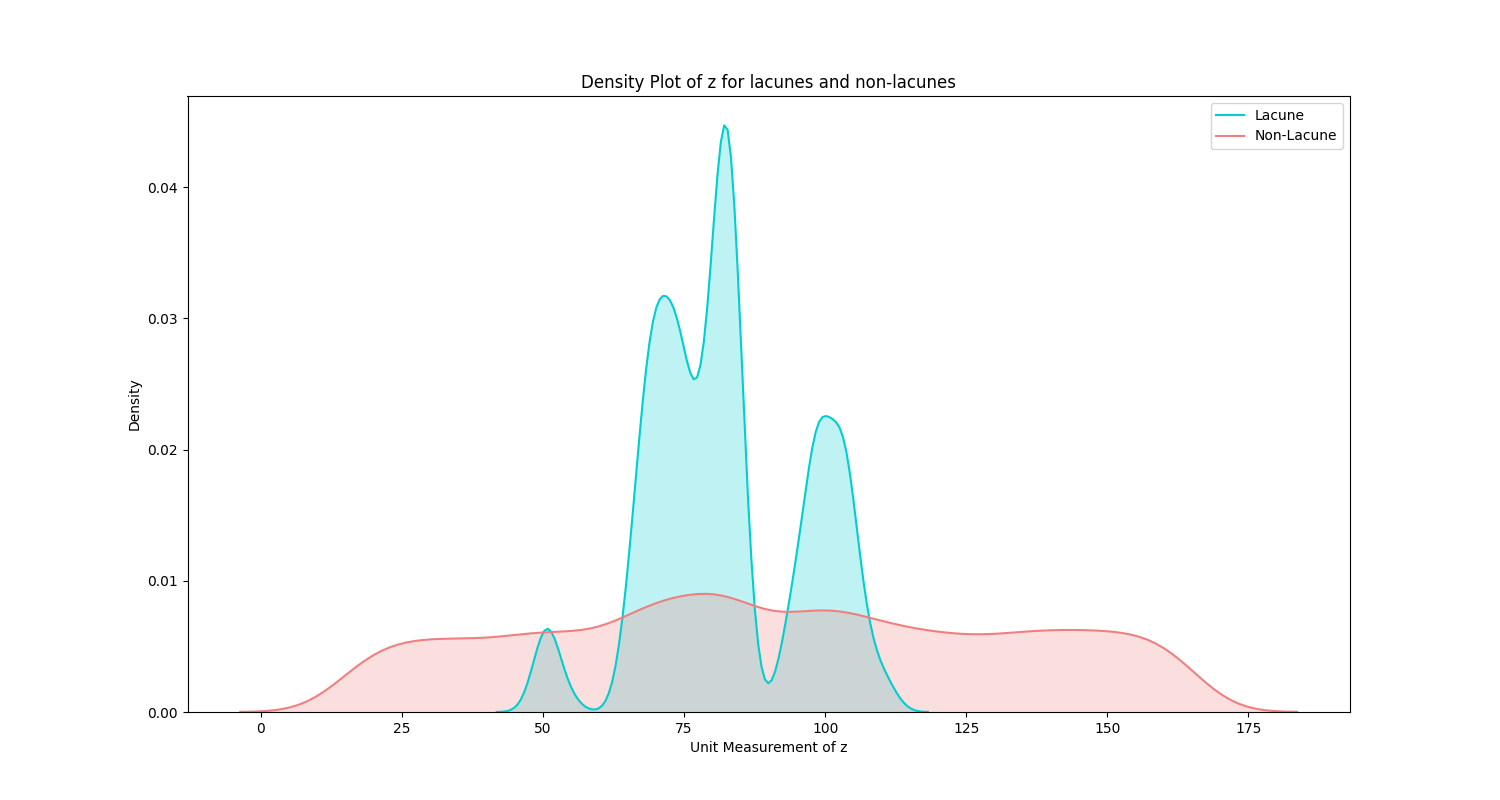 Density Plot of z for lacunes and non-lacunes
Lacune
Non-Lacune
0.04
0.03
0.02
0.01
0.00
Density
0 25 50 75 100 125 150 175
Unit Measurement of z